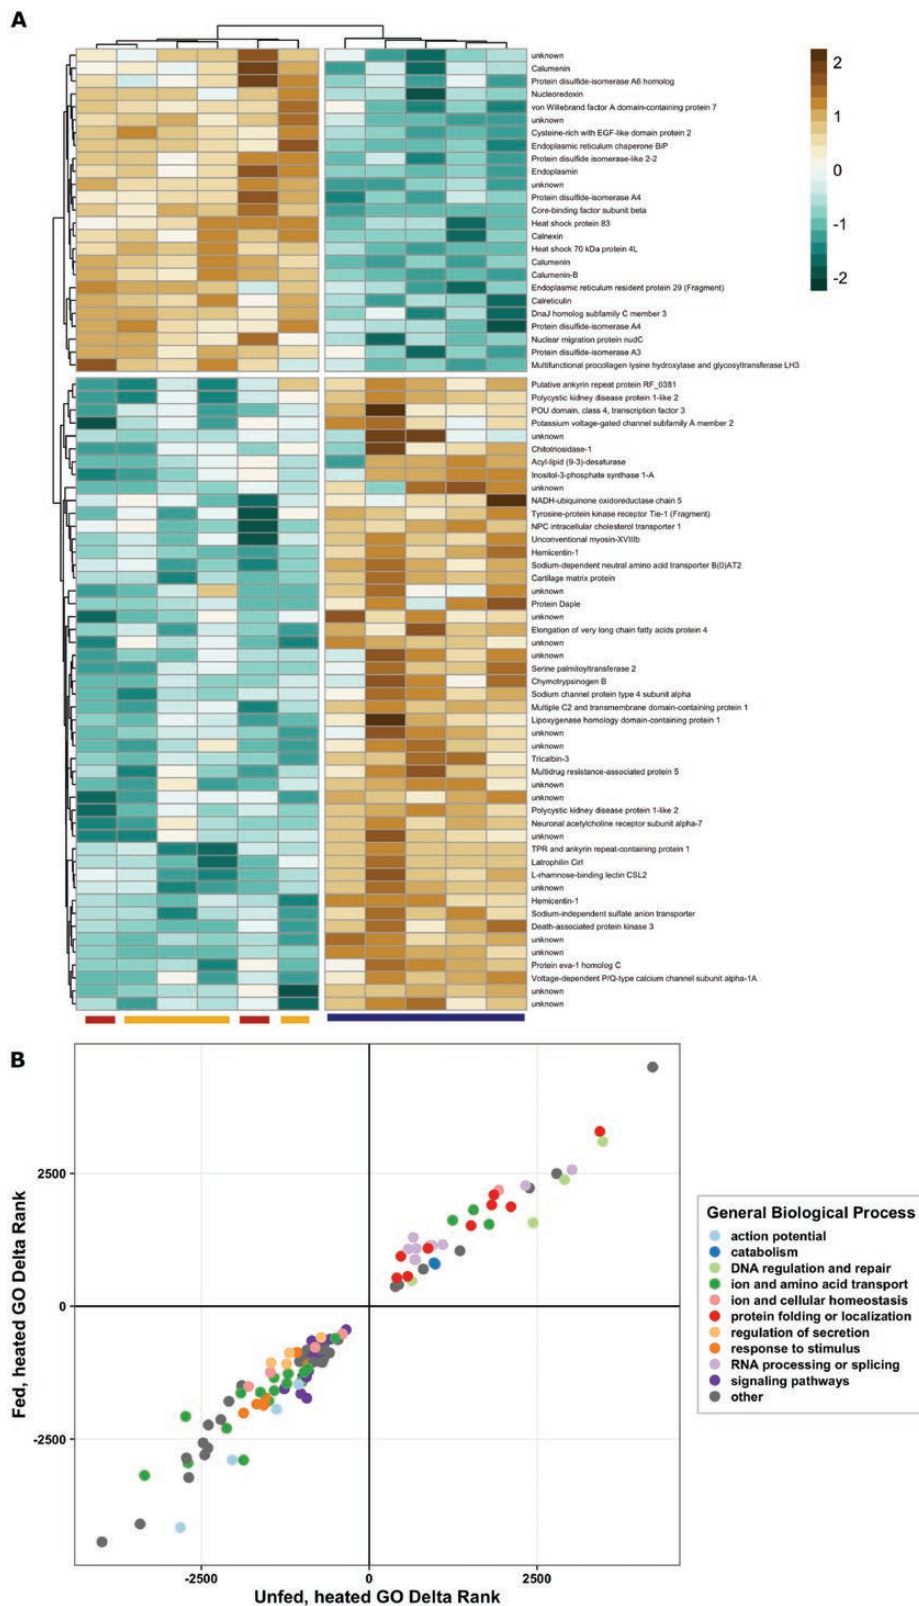 A
unknown
Calumenin
Protein disulfide-isomerase A6 homolog
Nucleoredoxin
von Willebrand factor A domain-containing protein 7
unknown
Cysteine-rich with EGF-like domain protein 2
Endoplasmic reticulum chaperone BiP
Protein disulfide isomerase-like 2-2
Endoplasmin
unknown
Protein disulfide-isomerase A4
Core-binding factor subunit beta
Heat shock protein 83
Calnexin
Heat shock 70 kDa protein 4L
Calumenin
Calumenin-B
Endoplasmic reticulum resident protein 29 (Fragment)
Calreticulin
DnaJ homolog subfamily C member 3
Protein disulfide-isomerase A4
Nuclear migration protein nudC
Protein disulfide-isomerase A3
Multifunctional procollagen lysine hydroxylase and glycosyltransferase LH3
2
1
0
-1
-2
Putative ankyrin repeat protein RF_0381
Polycystic kidney disease protein 1-like 2
POU domain, class 4, transcription factor 3
Potassium voltage-gated channel subfamily A member 2
unknown
Chitotriosidase-1
Acyl-lipid (9-3)-desaturase
Inositol-3-phosphate synthase 1-A
unknown
NADH-ubiquinone oxidoreductase chain 5
Tyrosine-protein kinase receptor Tie-1 (Fragment)
NPC intracellular cholesterol transporter 1
Unconventional myosin-XVIIIb
Hemicentin-1
Sodium-dependent neutral amino acid transporter B(0)AT2
Cartilage matrix protein
unknown
Protein Daple
unknown
Elongation of very long chain fatty acids protein 4
unknown
unknown
Serine palmitoyltransferase 2
Chymotrypsinogen B
Sodium channel protein type 4 subunit alpha
Multiple C2 and transmembrane domain-containing protein 1
Lipoxygenase homology domain-containing protein 1
unknown
unknown
Tricalbin-3
Multidrug resistance-associated protein 5
unknown
unknown
Polycystic kidney disease protein 1-like 2
Neuronal acetylcholine receptor subunit alpha-7
unknown
TPR and ankyrin repeat-containing protein 1
Latrophilin Cirl
L-rhamnose-binding lectin CSL2
unknown
Hemicentin-1
Sodium-independent sulfate anion transporter
Death-associated protein kinase 3
unknown
unknown
Protein eva-1 homolog C
Voltage-dependent P/Q-type calcium channel subunit alpha-1A
unknown
unknown
B
Fed, heated GO Delta Rank
2500
0
-2500
-2500
0
2500
Unfed, heated GO Delta Rank
General Biological Process
action potential
catabolism
DNA regulation and repair
ion and amino acid transport
ion and cellular homeostasis
protein folding or localization
regulation of secretion
response to stimulus
RNA processing or splicing
signaling pathways
other